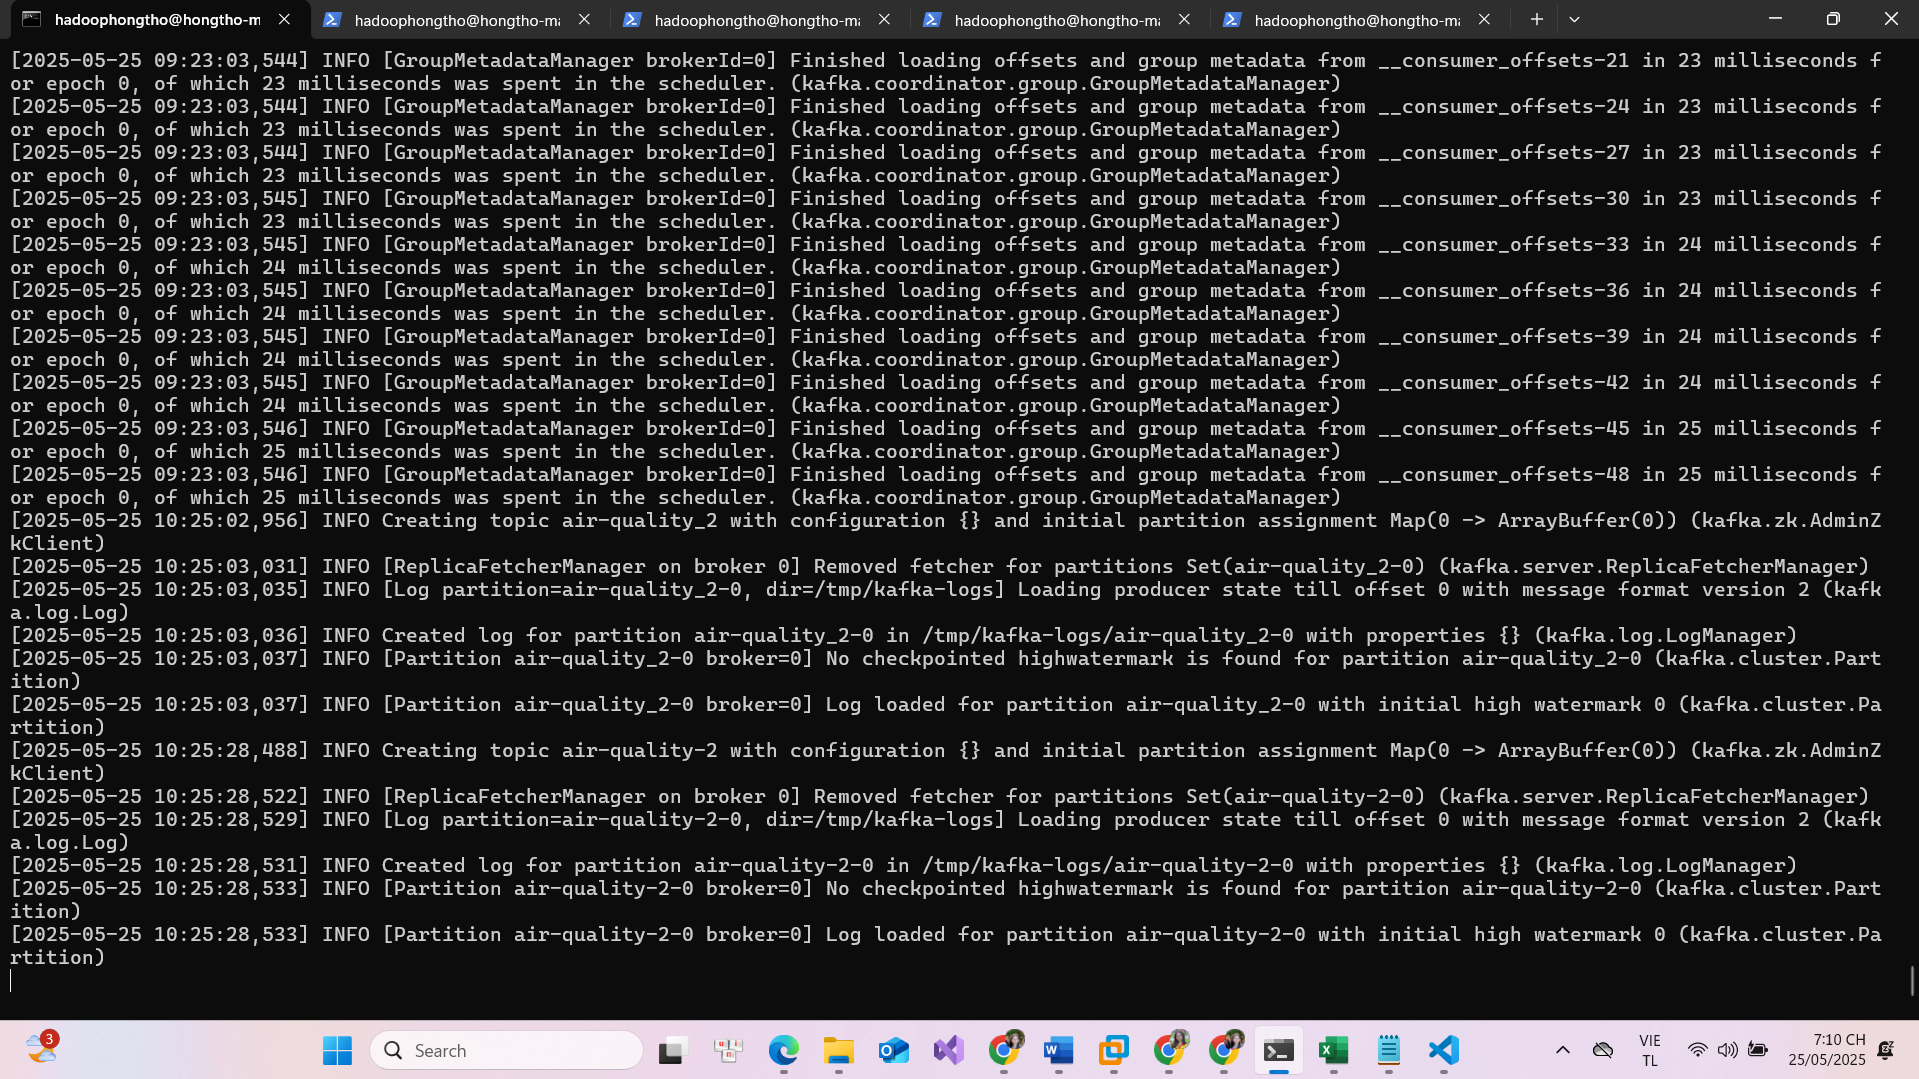 hadoophongtho@hongtho-m
hadoophongtho@hongtho-ma
hadoophongtho@hongtho-ma
hadoophongtho@hongtho-ma
hadoophongtho@hongtho-ma
[2025-05-25 09:23:03,544] INFO [GroupMetadataManager brokerId=0] Finished loading offsets and group metadata from __consumer_offsets-21 in 23 milliseconds f
or epoch 0, of which 23 milliseconds was spent in the scheduler. (kafka.coordinator.group.GroupMetadataManager)
[2025-05-25 09:23:03,544] INFO [GroupMetadataManager brokerId=0] Finished loading offsets and group metadata from __consumer_offsets-24 in 23 milliseconds f
or epoch 0, of which 23 milliseconds was spent in the scheduler. (kafka.coordinator.group.GroupMetadataManager)
[2025-05-25 09:23:03,544] INFO [GroupMetadataManager brokerId=0] Finished loading offsets and group metadata from __consumer_offsets-27 in 23 milliseconds f
or epoch 0, of which 23 milliseconds was spent in the scheduler. (kafka.coordinator.group.GroupMetadataManager)
[2025-05-25 09:23:03,545] INFO [GroupMetadataManager brokerId=0] Finished loading offsets and group metadata from __consumer_offsets-30 in 23 milliseconds f
or epoch 0, of which 23 milliseconds was spent in the scheduler. (kafka.coordinator.group.GroupMetadataManager)
[2025-05-25 09:23:03,545] INFO [GroupMetadataManager brokerId=0] Finished loading offsets and group metadata from __consumer_offsets-33 in 24 milliseconds f
or epoch 0, of which 24 milliseconds was spent in the scheduler. (kafka.coordinator.group.GroupMetadataManager)
[2025-05-25 09:23:03,545] INFO [GroupMetadataManager brokerId=0] Finished loading offsets and group metadata from __consumer_offsets-36 in 24 milliseconds f
or epoch 0, of which 24 milliseconds was spent in the scheduler. (kafka.coordinator.group.GroupMetadataManager)
[2025-05-25 09:23:03,545] INFO [GroupMetadataManager brokerId=0] Finished loading offsets and group metadata from __consumer_offsets-39 in 24 milliseconds f
or epoch 0, of which 24 milliseconds was spent in the scheduler. (kafka.coordinator.group.GroupMetadataManager)
[2025-05-25 09:23:03,545] INFO [GroupMetadataManager brokerId=0] Finished loading offsets and group metadata from __consumer_offsets-42 in 24 milliseconds f
or epoch 0, of which 24 milliseconds was spent in the scheduler. (kafka.coordinator.group.GroupMetadataManager)
[2025-05-25 09:23:03,546] INFO [GroupMetadataManager brokerId=0] Finished loading offsets and group metadata from __consumer_offsets-45 in 25 milliseconds f
or epoch 0, of which 25 milliseconds was spent in the scheduler. (kafka.coordinator.group.GroupMetadataManager)
[2025-05-25 09:23:03,546] INFO [GroupMetadataManager brokerId=0] Finished loading offsets and group metadata from __consumer_offsets-48 in 25 milliseconds f
or epoch 0, of which 25 milliseconds was spent in the scheduler. (kafka.coordinator.group.GroupMetadataManager)
[2025-05-25 10:25:02,956] INFO Creating topic air-quality_2 with configuration {} and initial partition assignment Map(0 -> ArrayBuffer(0)) (kafka.zk.AdminZ
kClient)
[2025-05-25 10:25:03,031] INFO [ReplicaFetcherManager on broker 0] Removed fetcher for partitions Set(air-quality_2-0) (kafka.server.ReplicaFetcherManager)
[2025-05-25 10:25:03,035] INFO [Log partition=air-quality_2-0, dir=/tmp/kafka-logs] Loading producer state till offset 0 with message format version 2 (kafk
a.log.Log)
[2025-05-25 10:25:03,036] INFO Created log for partition air-quality_2-0 in /tmp/kafka-logs/air-quality_2-0 with properties {} (kafka.log.LogManager)
[2025-05-25 10:25:03,037] INFO [Partition air-quality_2-0 broker=0] No checkpointed highwatermark is found for partition air-quality_2-0 (kafka.cluster.Part
ition)
[2025-05-25 10:25:03,037] INFO [Partition air-quality_2-0 broker=0] Log loaded for partition air-quality_2-0 with initial high watermark 0 (kafka.cluster.Pa
rtition)
[2025-05-25 10:25:28,488] INFO Creating topic air-quality-2 with configuration {} and initial partition assignment Map(0 -> ArrayBuffer(0)) (kafka.zk.AdminZ
kClient)
[2025-05-25 10:25:28,522] INFO [ReplicaFetcherManager on broker 0] Removed fetcher for partitions Set(air-quality-2-0) (kafka.server.ReplicaFetcherManager)
[2025-05-25 10:25:28,529] INFO [Log partition=air-quality-2-0, dir=/tmp/kafka-logs] Loading producer state till offset 0 with message format version 2 (kafk
a.log.Log)
[2025-05-25 10:25:28,531] INFO Created log for partition air-quality-2-0 in /tmp/kafka-logs/air-quality-2-0 with properties {} (kafka.log.LogManager)
[2025-05-25 10:25:28,533] INFO [Partition air-quality-2-0 broker=0] No checkpointed highwatermark is found for partition air-quality-2-0 (kafka.cluster.Part
ition)
[2025-05-25 10:25:28,533] INFO [Partition air-quality-2-0 broker=0] Log loaded for partition air-quality-2-0 with initial high watermark 0 (kafka.cluster.Pa
rtition)
3
Search
VIE
TL
7:10 CH
25/05/2025